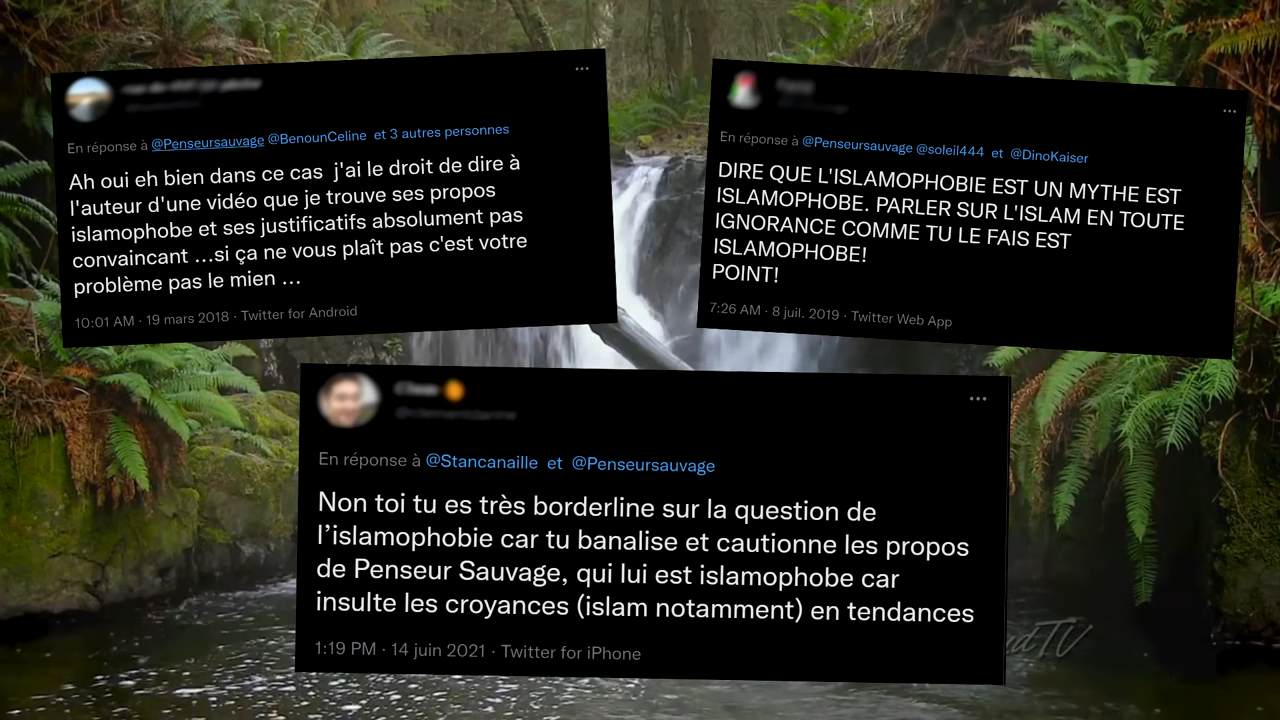 En réponse à @Penseursauvage @BenounCeline et 3 autres personnes
Ah oui eh bien dans ce cas j'ai le droit de dire à
l'auteur d'une vidéo que je trouve ses propos
islamophobe et ses justificatifs absolument pas
convaincant ...si ça ne vous plaît pas c'est votre
problème pas le mien ...
10:01 AM · 19 mars 2018 · Twitter for Android
En réponse à @Penseursauvage @soleil444 et @DinoKaiser
DIRE QUE L'ISLAMOPHOBIE EST UN MYTHE EST
ISLAMOPHOBE. PARLER SUR L'ISLAM EN TOUTE
IGNORANCE COMME TU LE FAIS EST
ISLAMOPHOBE!
POINT!
7:26 AM · 8 juil. 2019 · Twitter Web App
En réponse à @Stancanaille et @Penseursauvage
Non toi tu es très borderline sur la question de
l’islamophobie car tu banalise et cautionne les propos
de Penseur Sauvage, qui lui est islamophobe car
insulte les croyances (islam notamment) en tendances
1:19 PM · 14 juin 2021 · Twitter for iPhone